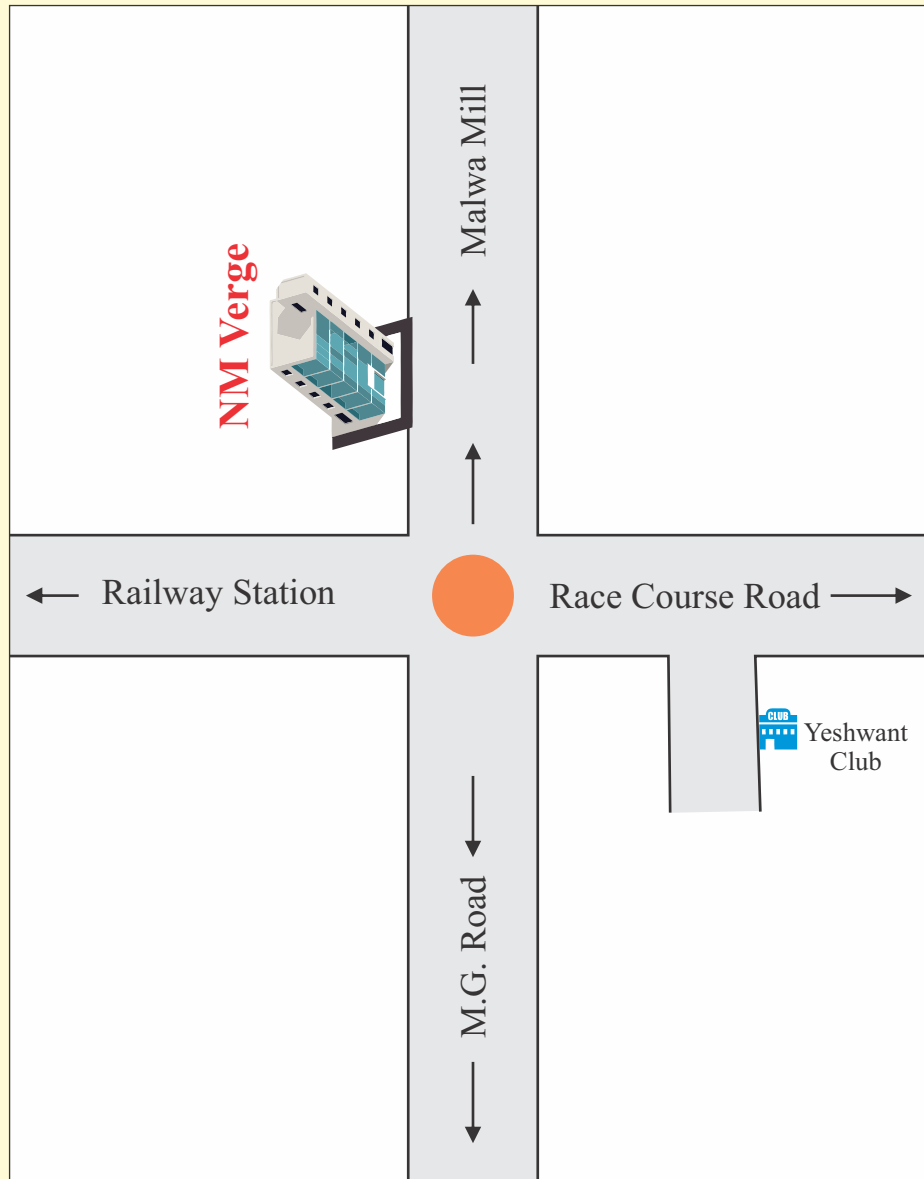 Malwa Mill
NM Verge
Railway Station
Race Course Road
CLUB
Yeshwant
Club
M.G. Road